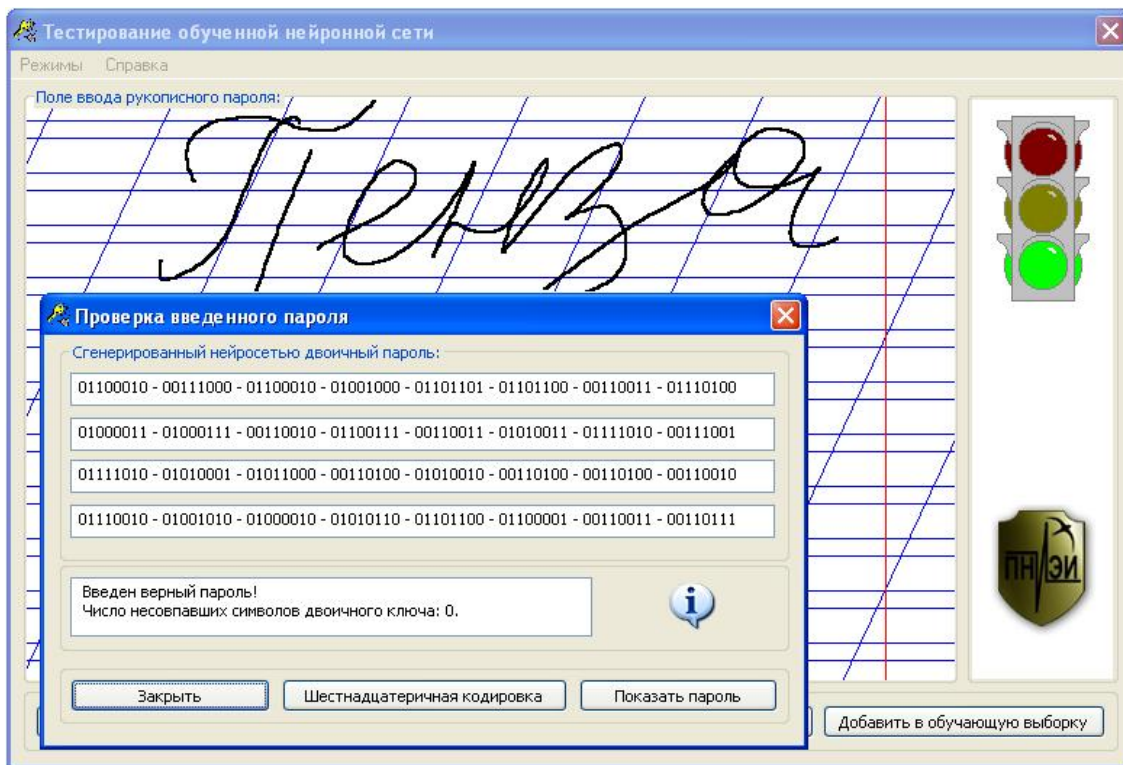 Тестирование обученной нейронной сети
Режимы Справка
Поле ввода рукописного пароля:
Пенза
Проверка введенного пароля
Сгенерированный нейросетью двоичный пароль:
01100010 - 00111000 - 01100010 - 01001000 - 01101101 - 01101100 - 00110011 - 01110100
01000011 - 01000111 - 00110010 - 01100111 - 00110011 - 01010011 - 01111010 - 00111001
01111010 - 01010001 - 01011000 - 00110100 - 01010010 - 00110100 - 00110100 - 00110010
01110010 - 01001010 - 01000010 - 01010110 - 01101100 - 01100001 - 00110011 - 00110111
Введен верный пароль!
Число несовпавших символов двоичного ключа: 0.
ПНИЭИ
Закрыть Шестнадцатеричная кодировка Показать пароль
Добавить в обучающую выборку